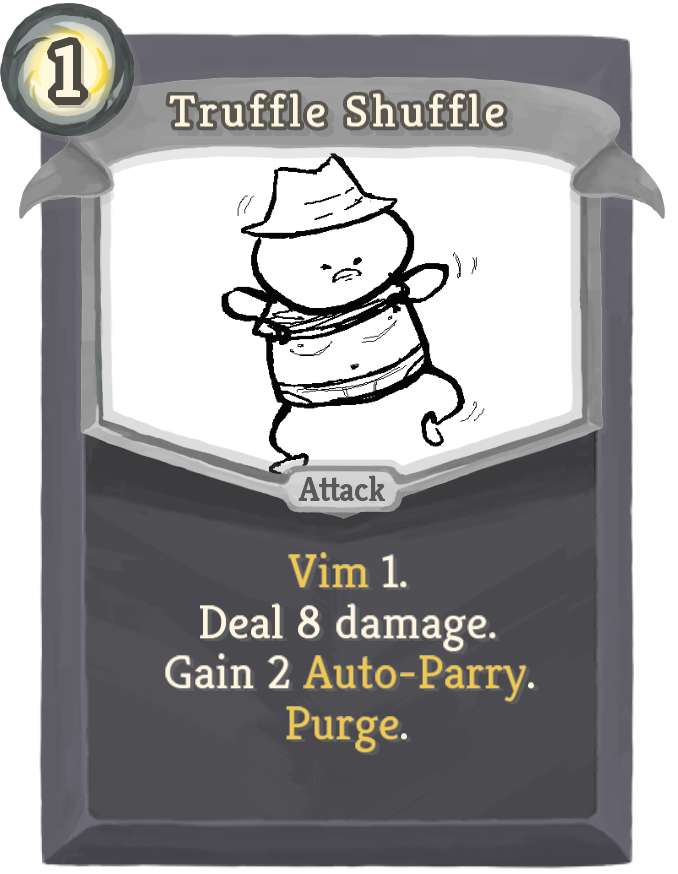 1
Truffle Shuffle
Attack
Vim 1.
Deal 8 damage.
Gain 2 Auto-Parry.
Purge.